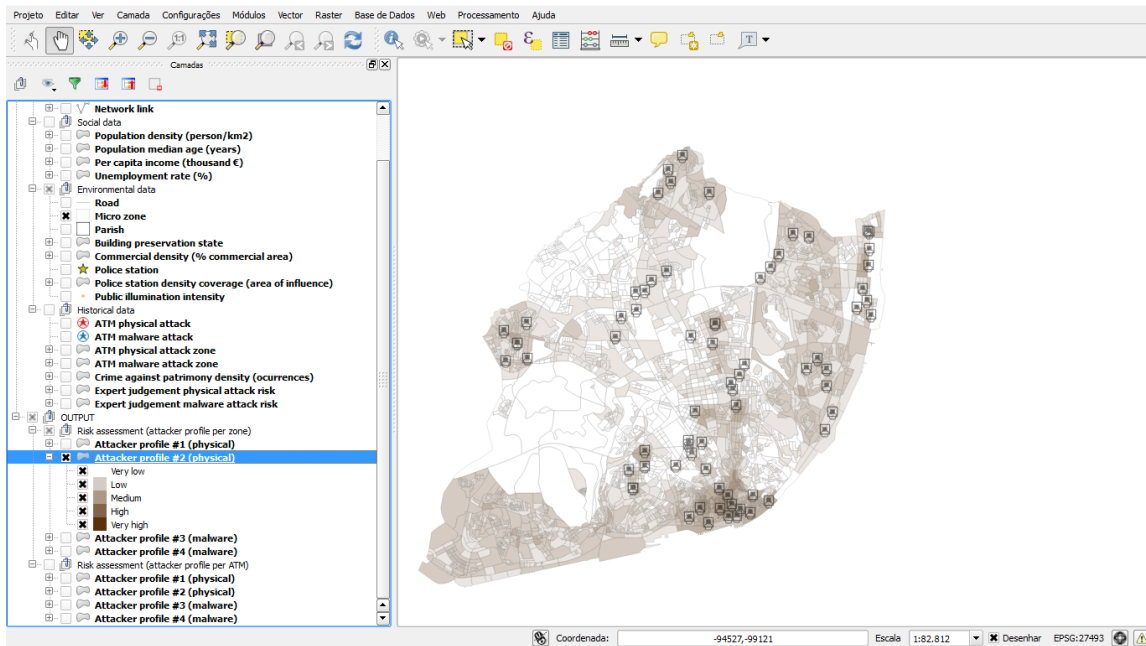 Projeto Editar Ver Camada Configurações Módulos Vector Raster Base de Dados Web Processamento Ajuda
Camadas
Network link
Social data
Population density (person/km2)
Population median age (years)
Per capita income (thousand €)
Unemployment rate (%)
Environmental data
Road
Micro zone
Parish
Building preservation state
Commercial density (% commercial area)
Police station
Police station density coverage (area of influence)
Public illumination intensity
Historical data
ATM physical attack
ATM malware attack
ATM physical attack zone
ATM malware attack zone
Crime against patrimony density (ocurrences)
Expert judgement physical attack risk
Expert judgement malware attack risk
OUTPUT
Risk assessment (attacker profile per zone)
Attacker profile #1 (physical)
Attacker profile #2 (physical)
Very low
Low
Medium
High
Very high
Attacker profile #3 (malware)
Attacker profile #4 (malware)
Risk assessment (attacker profile per ATM)
Attacker profile #1 (physical)
Attacker profile #2 (physical)
Attacker profile #3 (malware)
Attacker profile #4 (malware)
Coordenada: -94527,-99121 Escala 1:82.812 Desenhar EPSG:27493